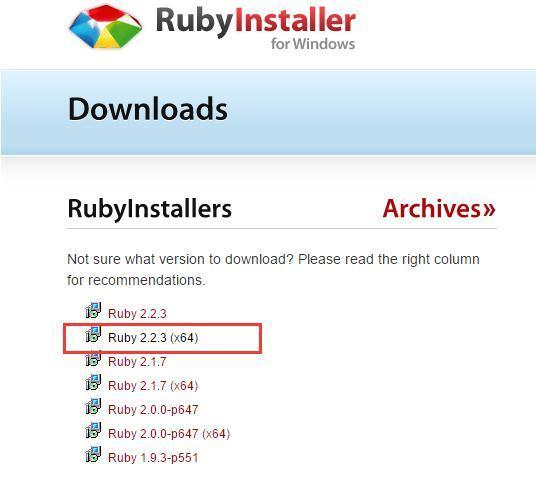 RubyInstaller
for Windows
Downloads
RubyInstallers Archives»
Not sure what version to download? Please read the right column
for recommendations.
Ruby 2.2.3
Ruby 2.2.3 (x64)
Ruby 2.1.7
Ruby 2.1.7 (x64)
Ruby 2.0.0-p647
Ruby 2.0.0-p647 (x64)
Ruby 1.9.3-p551